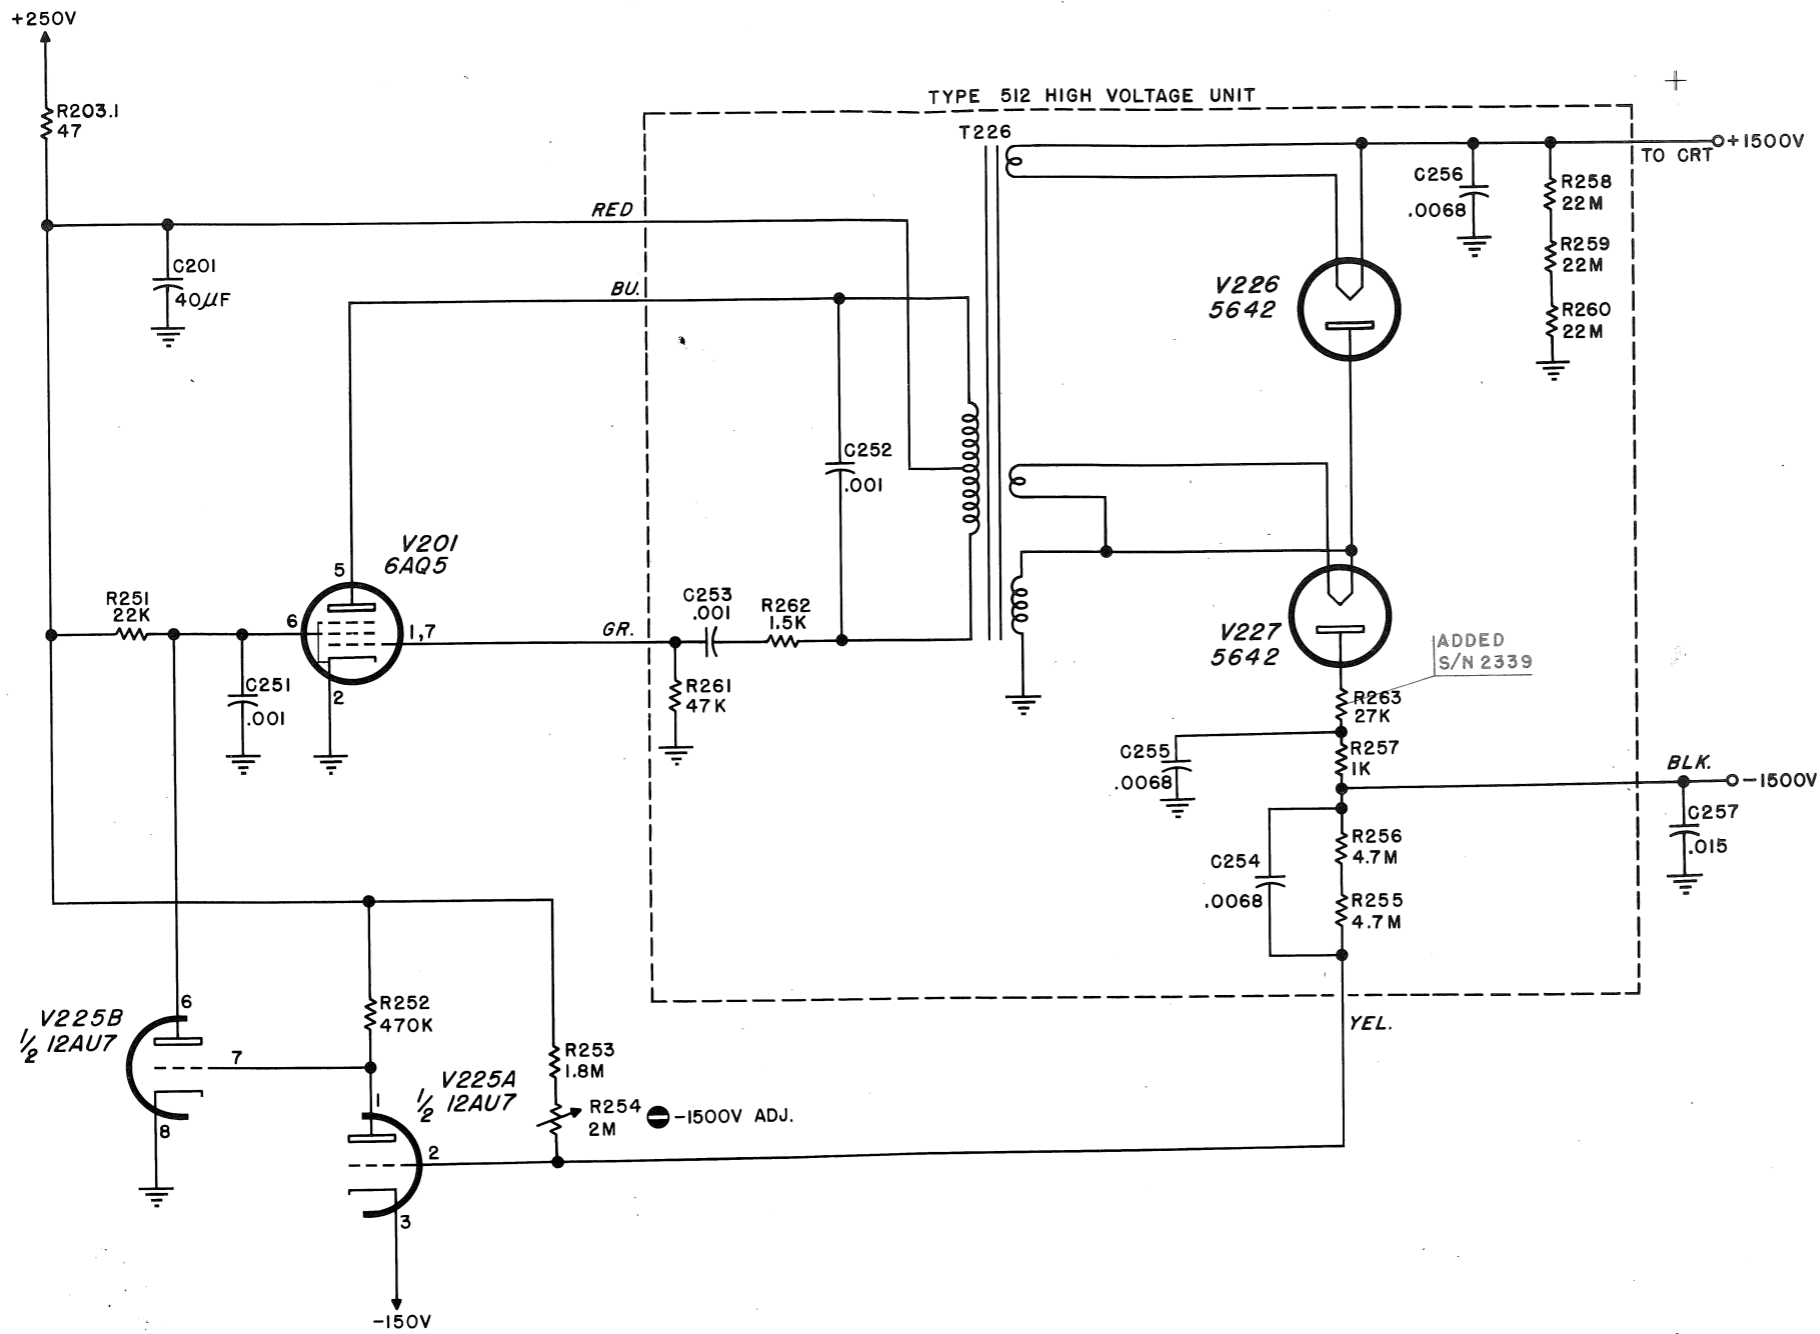 +250V
R203.1
47
TYPE 512 HIGH VOLTAGE UNIT
T226
+1500V
TO CRT
C256
.0068
R258
22M
RED
R259
22M
C201
40µF
BU.
V226
5642
R260
22M
C252
.001
V201
6AQ5
5
R251
22K
6
1,7
GR.
C253
.001
R262
1.5K
V227
5642
ADDED
S/N 2339
C251
.001
2
R261
47K
R263
27K
C255
.0068
R257
1K
BLK.
-1500V
C257
.015
R256
4.7M
C254
.0068
R255
4.7M
6
R252
470K
V225B
½ 12AU7
7
YEL.
R253
1.8M
V225A
½ 12AU7
1
R254
2M
-1500V ADJ.
8
2
3
-150V